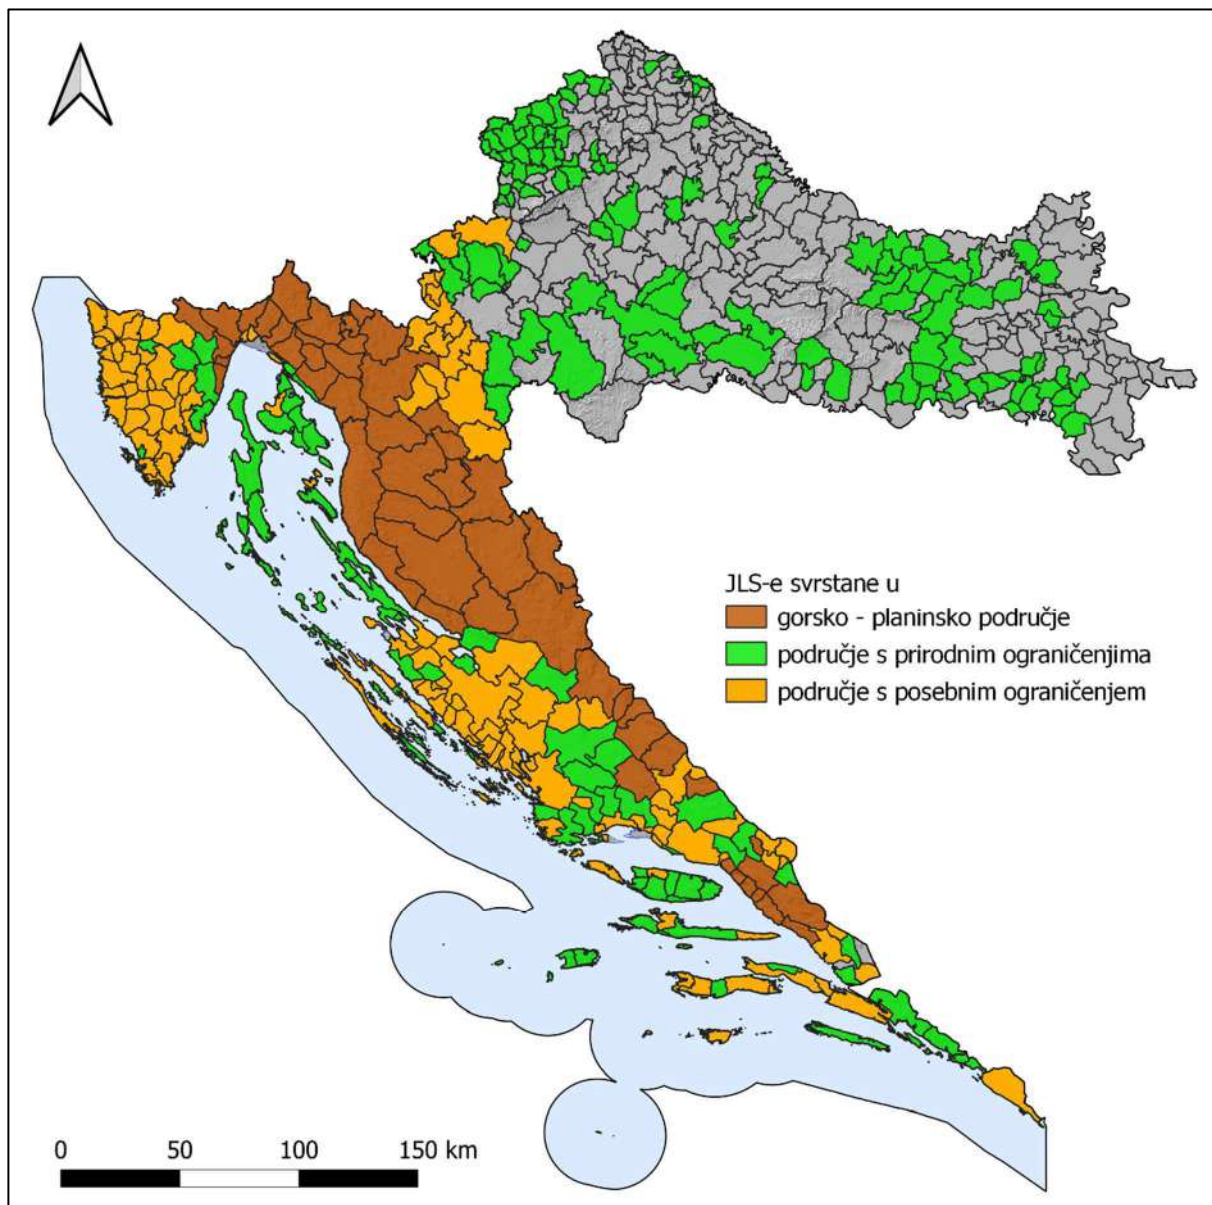 JLS-e svrstane u
gorsko - planinsko područje
područje s prirodnim ograničenjima
područje s posebnim ograničenjem
0 50 100 150 km